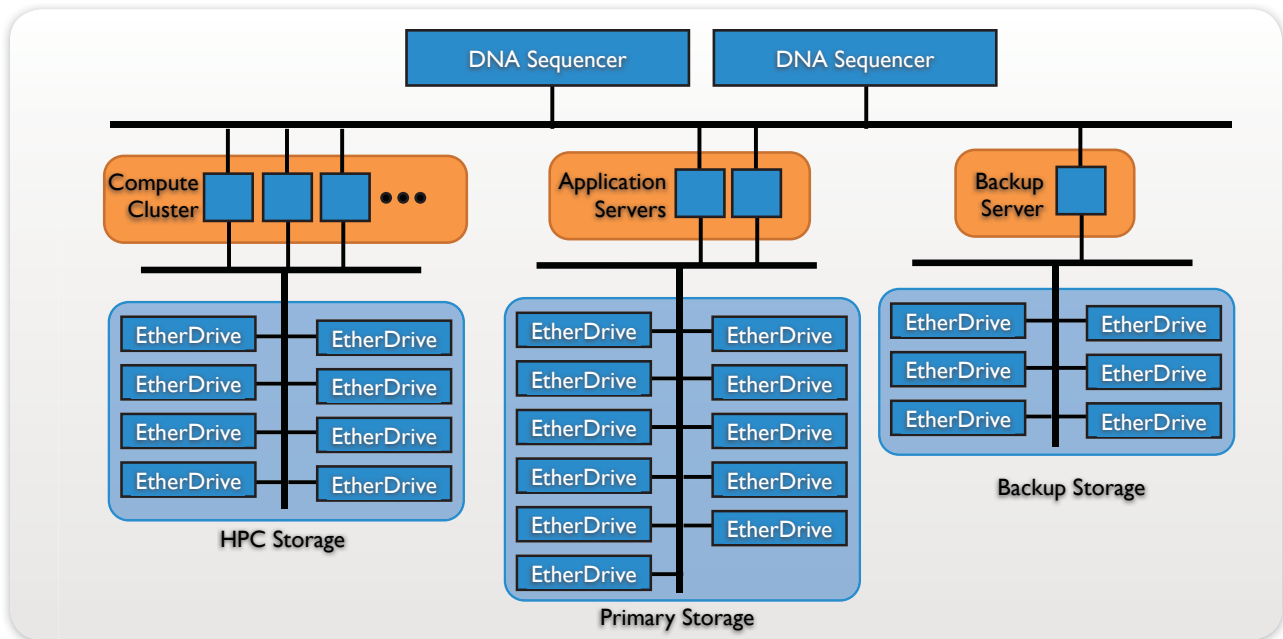 DNA Sequencer
DNA Sequencer
Compute
Cluster
Application
Servers
Backup
Server
EtherDrive
EtherDrive
EtherDrive
EtherDrive
EtherDrive
EtherDrive
EtherDrive
EtherDrive
HPC Storage
EtherDrive
EtherDrive
EtherDrive
EtherDrive
EtherDrive
EtherDrive
EtherDrive
EtherDrive
EtherDrive
EtherDrive
EtherDrive
Primary Storage
EtherDrive
EtherDrive
EtherDrive
EtherDrive
EtherDrive
EtherDrive
Backup Storage